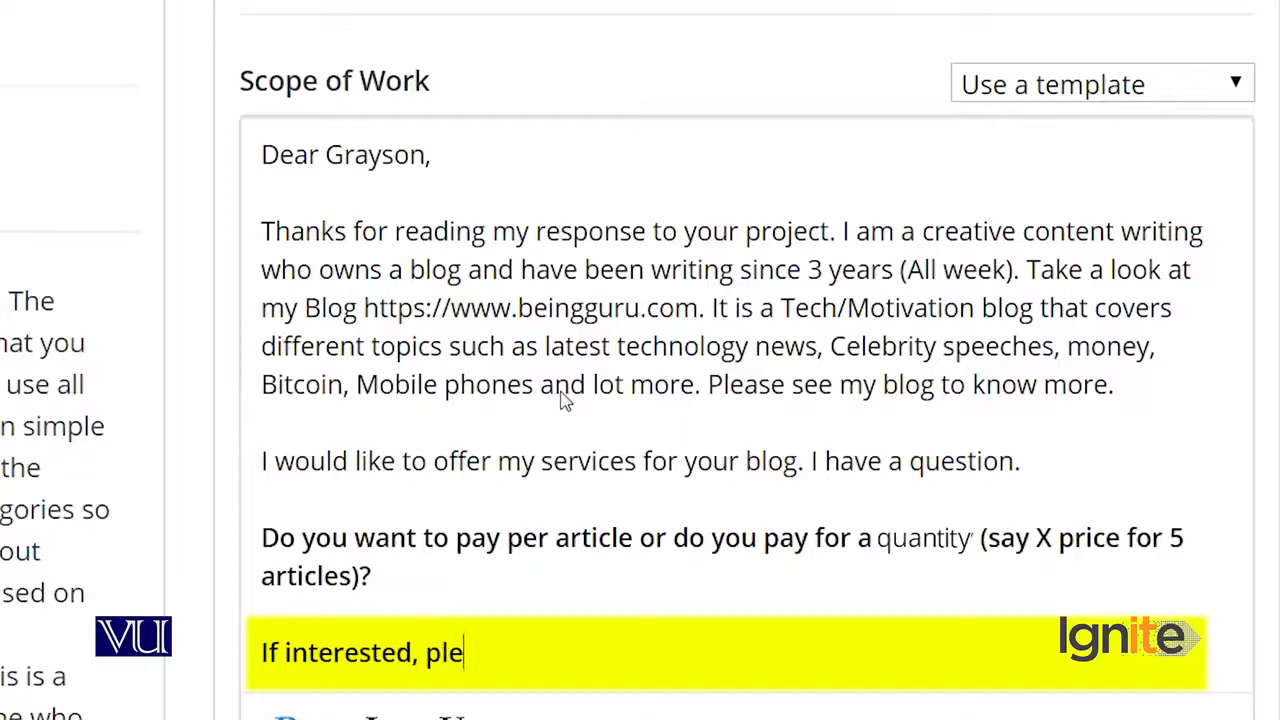 Scope of Work
Use a template
Dear Grayson,
Thanks for reading my response to your project. I am a creative content writing
who owns a blog and have been writing since 3 years (All week). Take a look at
my Blog https://www.beingguru.com. It is a Tech/Motivation blog that covers
different topics such as latest technology news, Celebrity speeches, money,
Bitcoin, Mobile phones and lot more. Please see my blog to know more.
I would like to offer my services for your blog. I have a question.
Do you want to pay per article or do you pay for a quantity (say X price for 5
articles)?
If interested, ple
The
hat you
use all
n simple
the
gories so
out
sed on
is is a
VU
Ignite